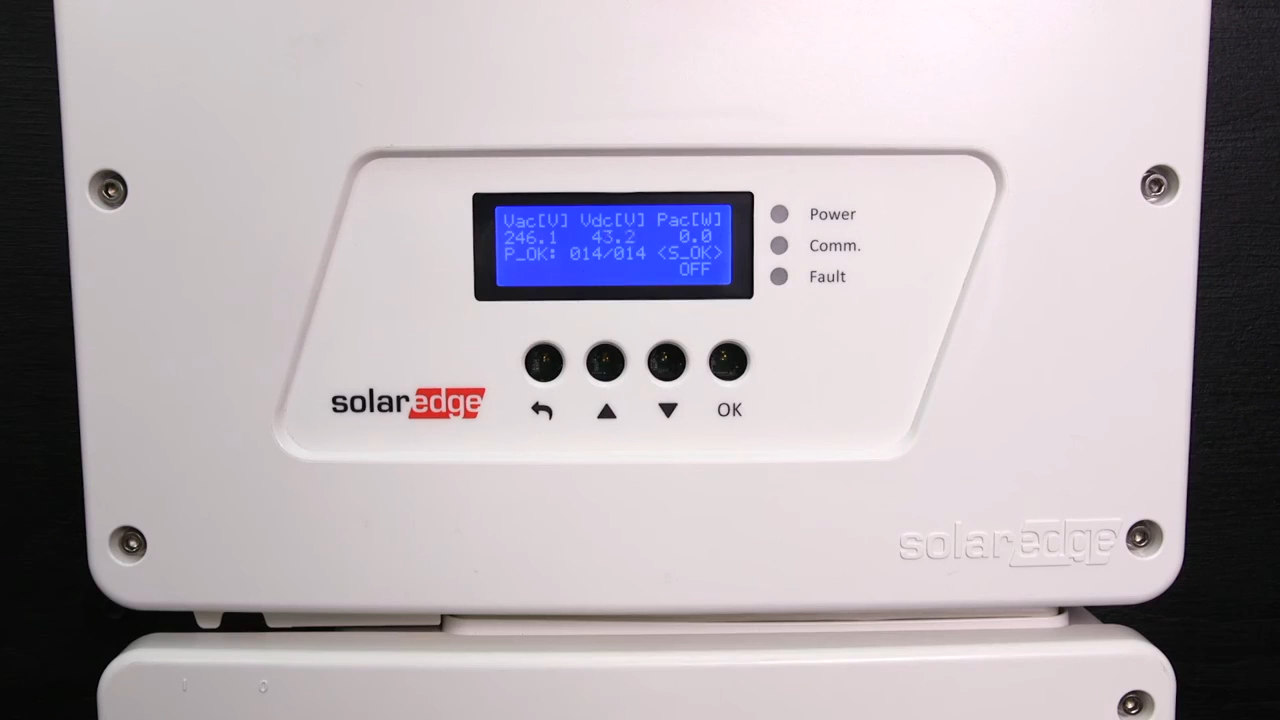 Vac[V] Vdc[V] Pac[W]
246.1 43.2 0.0
P_OK: 014/014 <S_OK>
OFF
Power
Comm.
Fault
solaredge
OK
solaredge
I O